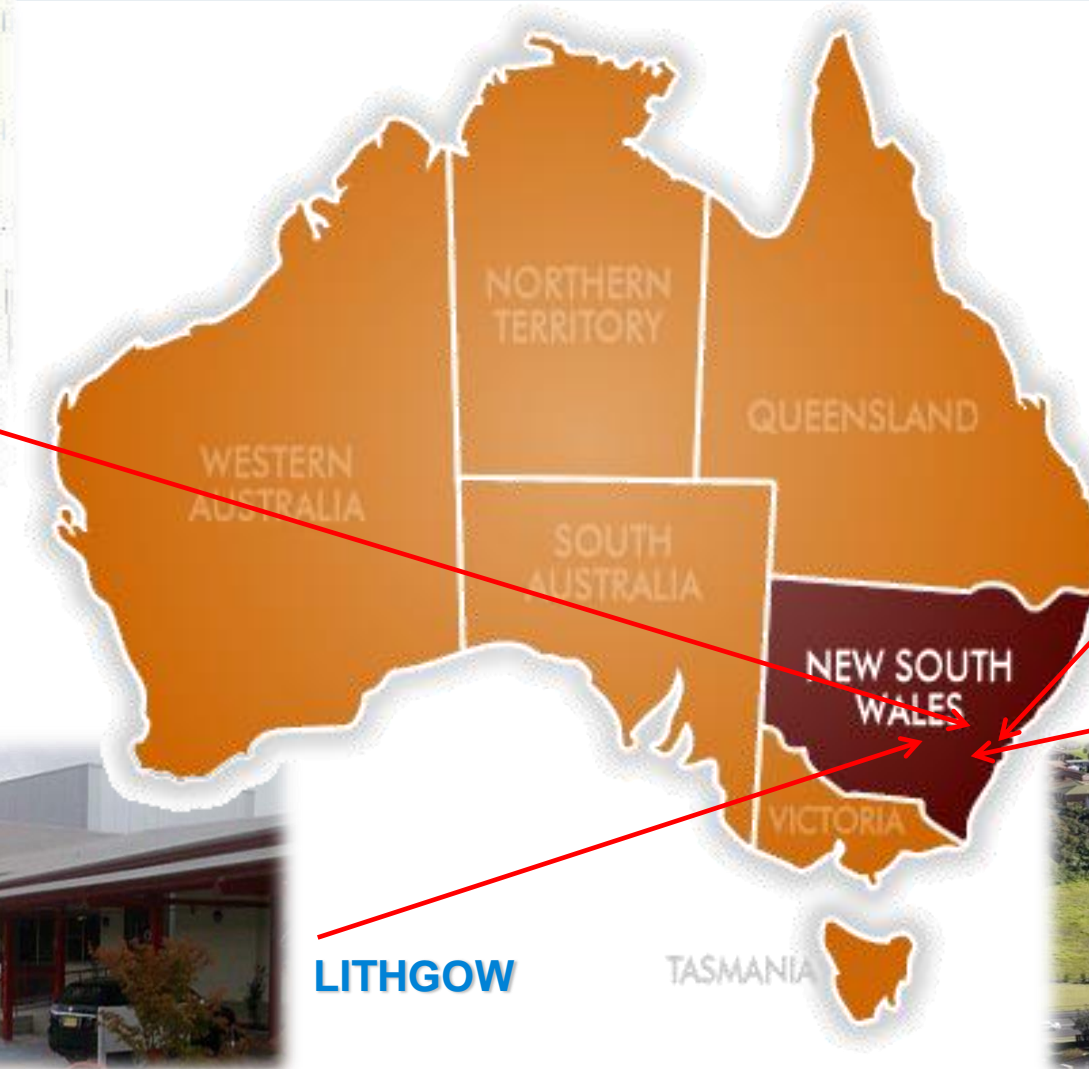 NORTHERN
TERRITORY
QUEENSLAND
WESTERN
AUSTRALIA
SOUTH
AUSTRALIA
NEW SOUTH
WALES
VICTORIA
LITHGOW
TASMANIA